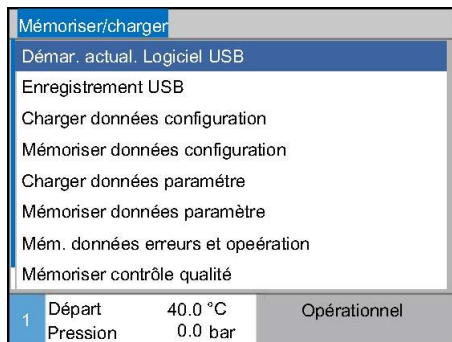 Mémoriser/charger
Démar. actual. Logiciel USB
Enregistrement USB
Charger données configuration
Mémoriser données configuration
Charger données paramétre
Mémoriser données paramètre
Mém. données erreurs et opeération
Mémoriser contrôle qualité
1 Départ 40.0 °C Opérationnel
Pression 0.0 bar